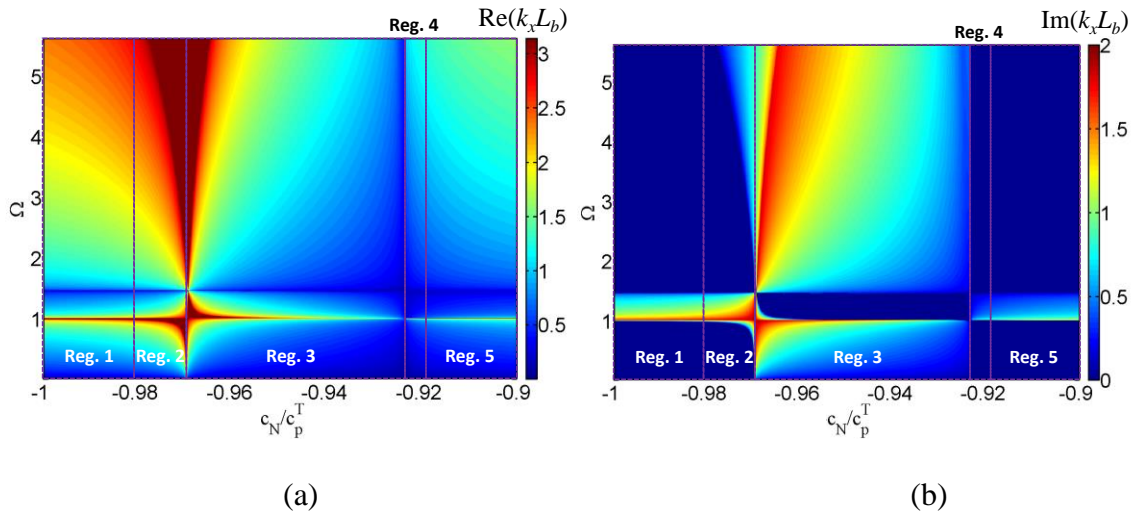 Reg. 4
Re(kₓL_b)
5
4
3
2
1
Ω
3
2.5
2
1.5
1
0.5
Reg. 1
Reg. 2
Reg. 3
Reg. 5
-1
-0.98
-0.96
-0.94
-0.92
-0.9
c_N/c_p^T
(a)
Reg. 4
Im(kₓL_b)
5
4
3
2
1
Ω
2
1.5
1
0.5
0
Reg. 1
Reg. 2
Reg. 3
Reg. 5
-1
-0.98
-0.96
-0.94
-0.92
-0.9
c_N/c_p^T
(b)